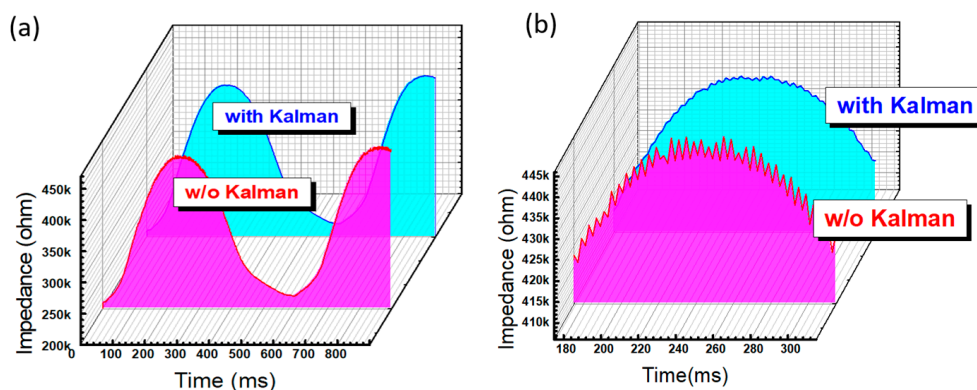 (a)
with Kalman
w/o Kalman
Impedance (ohm)
450k
400k
350k
300k
250k
200k
0
100 200 300 400 500 600 700 800
Time (ms)
(b)
with Kalman
w/o Kalman
Impedance (ohm)
445k
440k
435k
430k
425k
420k
415k
410k
180 200 220 240 260 280 300
Time(ms)